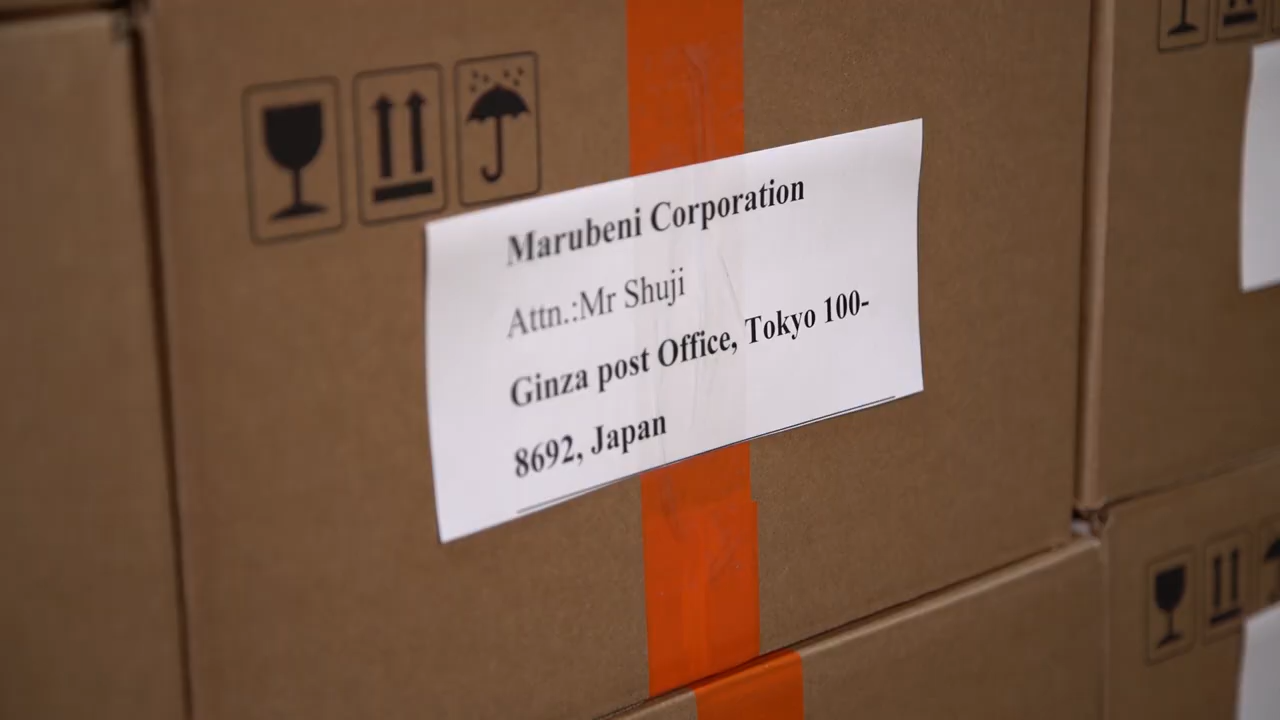 Marubeni Corporation
Attn.:Mr Shuji
Ginza post Office, Tokyo 100-
8692, Japan